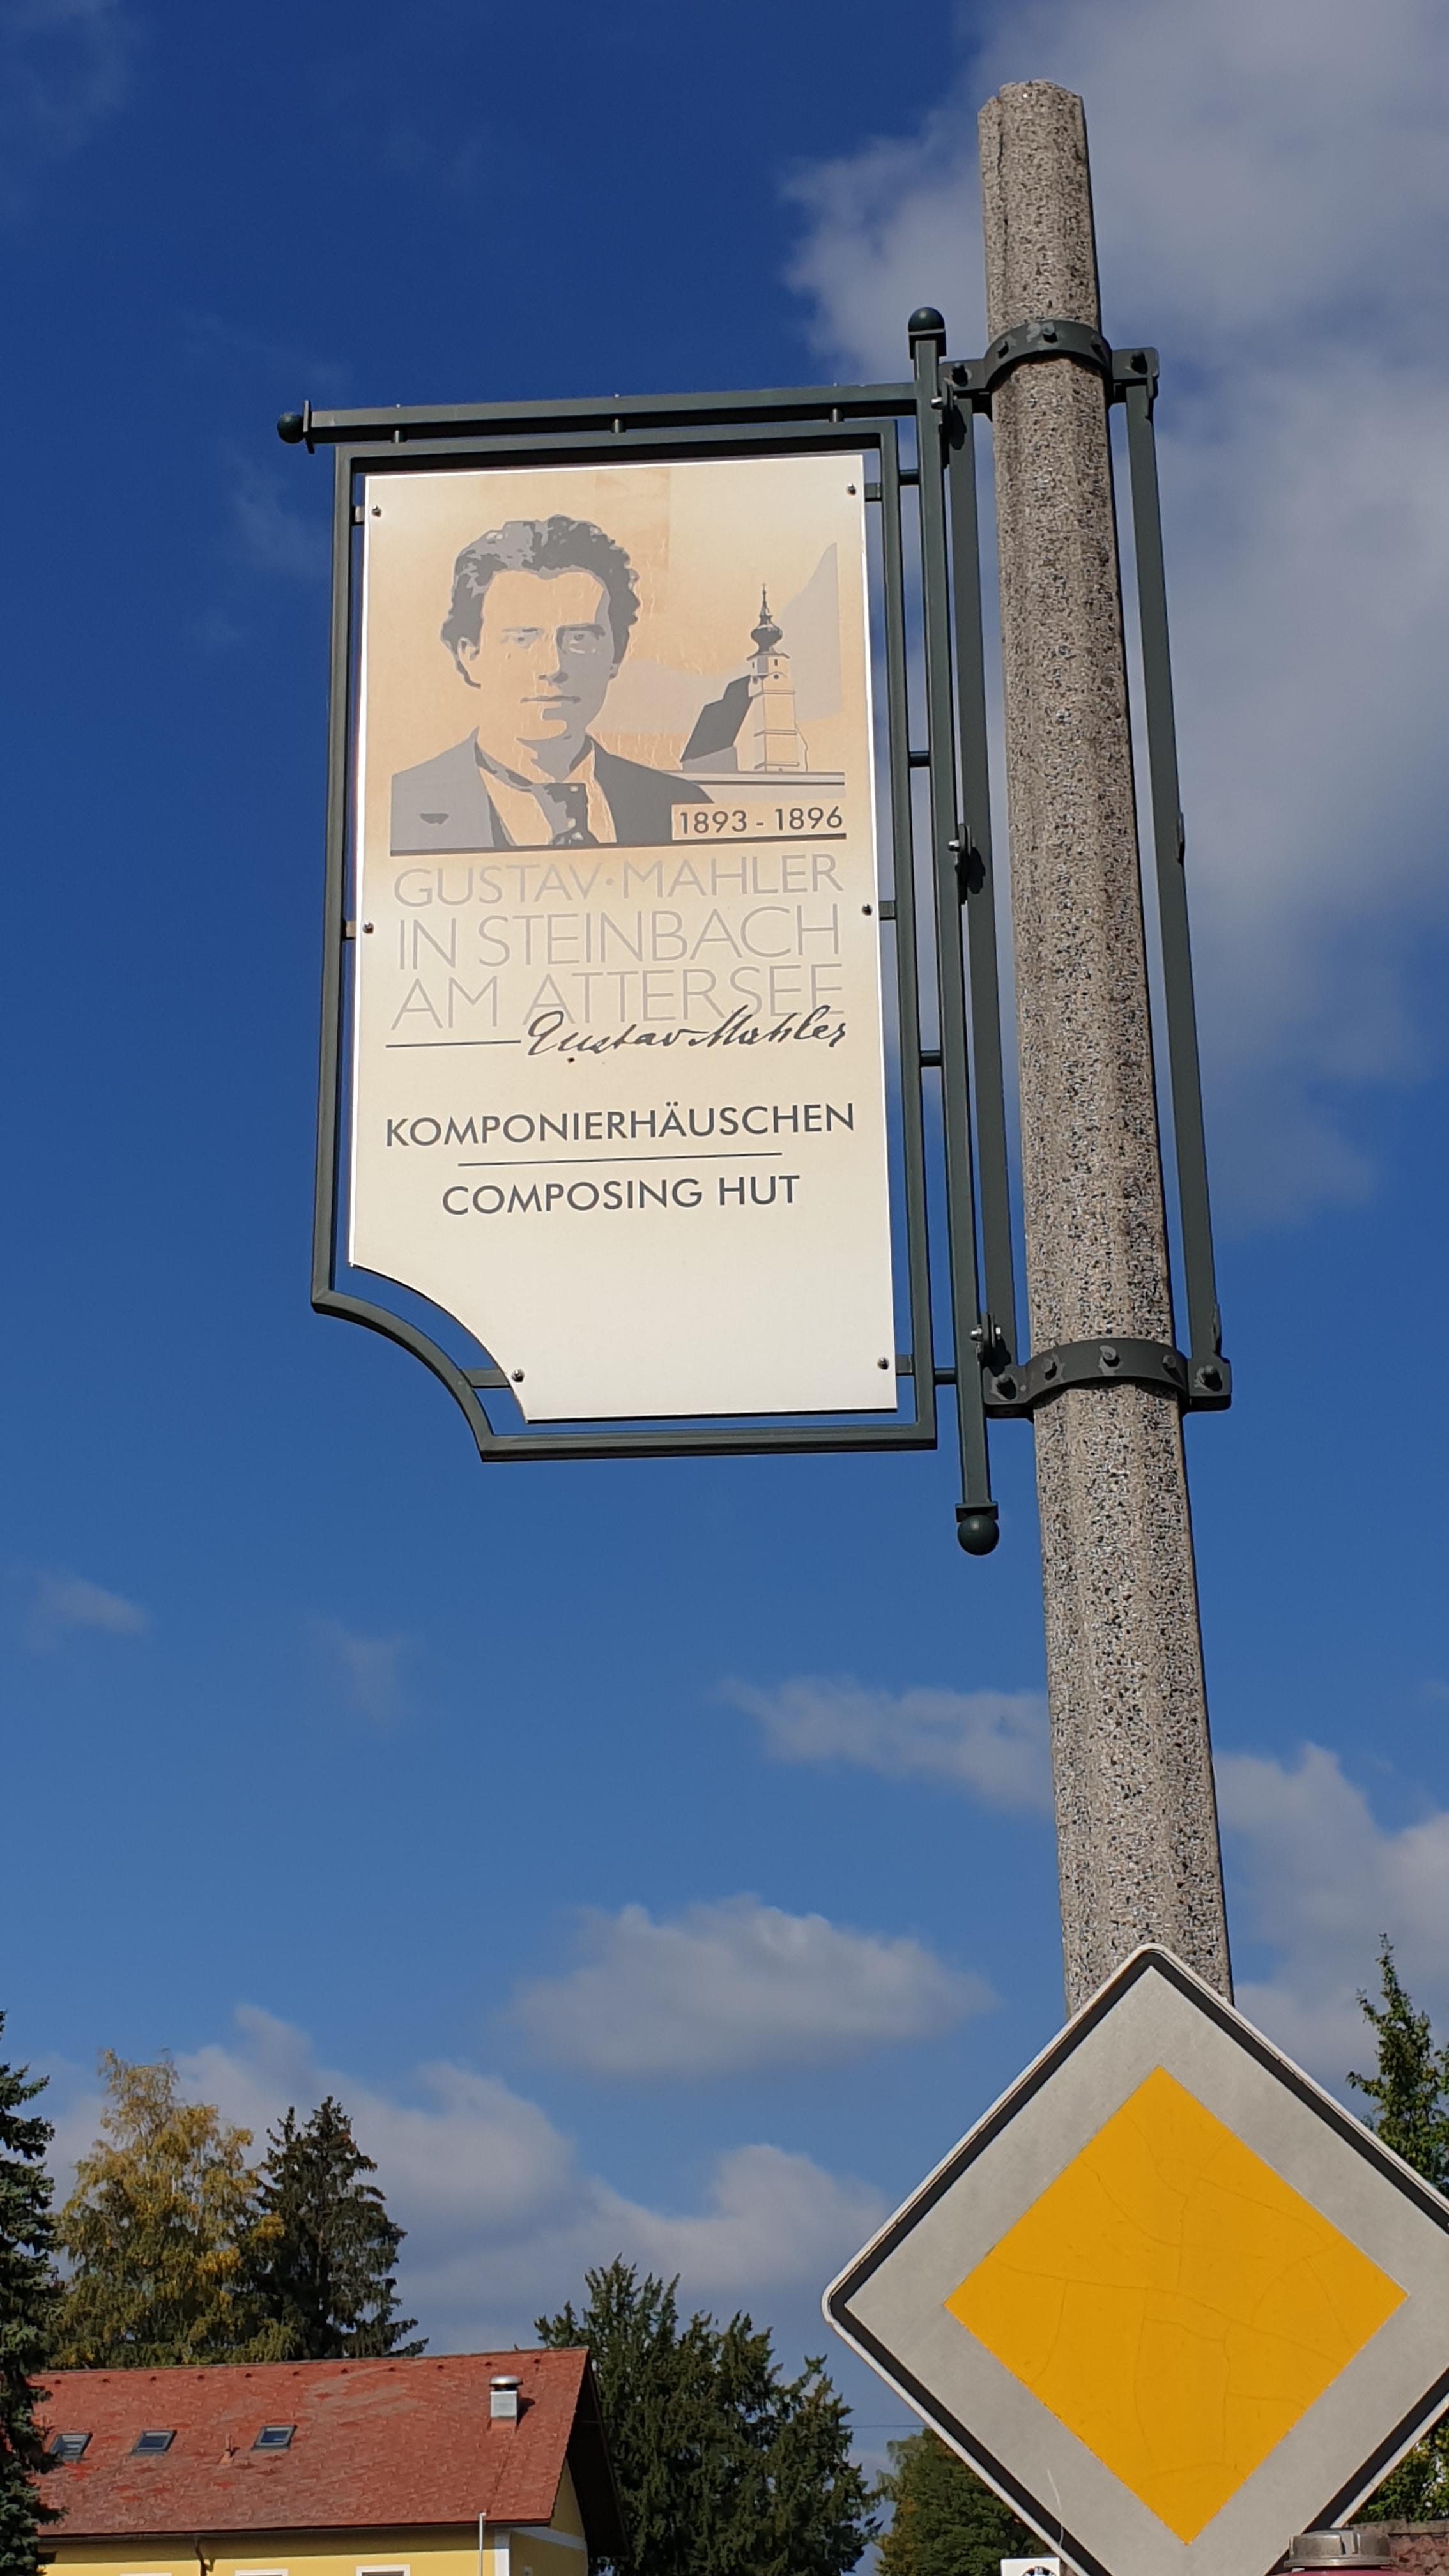 1893 - 1896
GUSTAV·MAHLER
IN STEINBACH
AM ATTERSEE
Gustav Mahler
KOMPONIERHÄUSCHEN
COMPOSING HUT